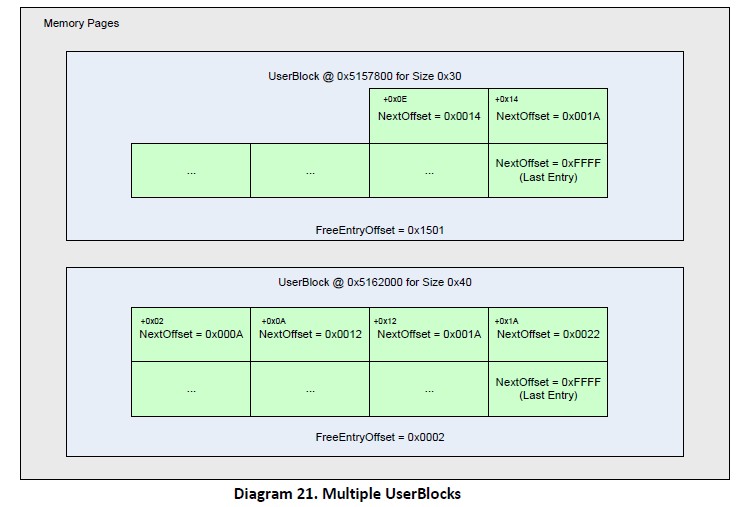 Memory Pages
UserBlock @ 0x5157800 for Size 0x30
+0x0E
NextOffset = 0x0014
+0x14
NextOffset = 0x001A
...
...
...
NextOffset = 0xFFFF
(Last Entry)
FreeEntryOffset = 0x1501
UserBlock @ 0x5162000 for Size 0x40
+0x02
NextOffset = 0x000A
+0x0A
NextOffset = 0x0012
+0x12
NextOffset = 0x001A
+0x1A
NextOffset = 0x0022
...
...
...
NextOffset = 0xFFFF
(Last Entry)
FreeEntryOffset = 0x0002
Diagram 21. Multiple UserBlocks